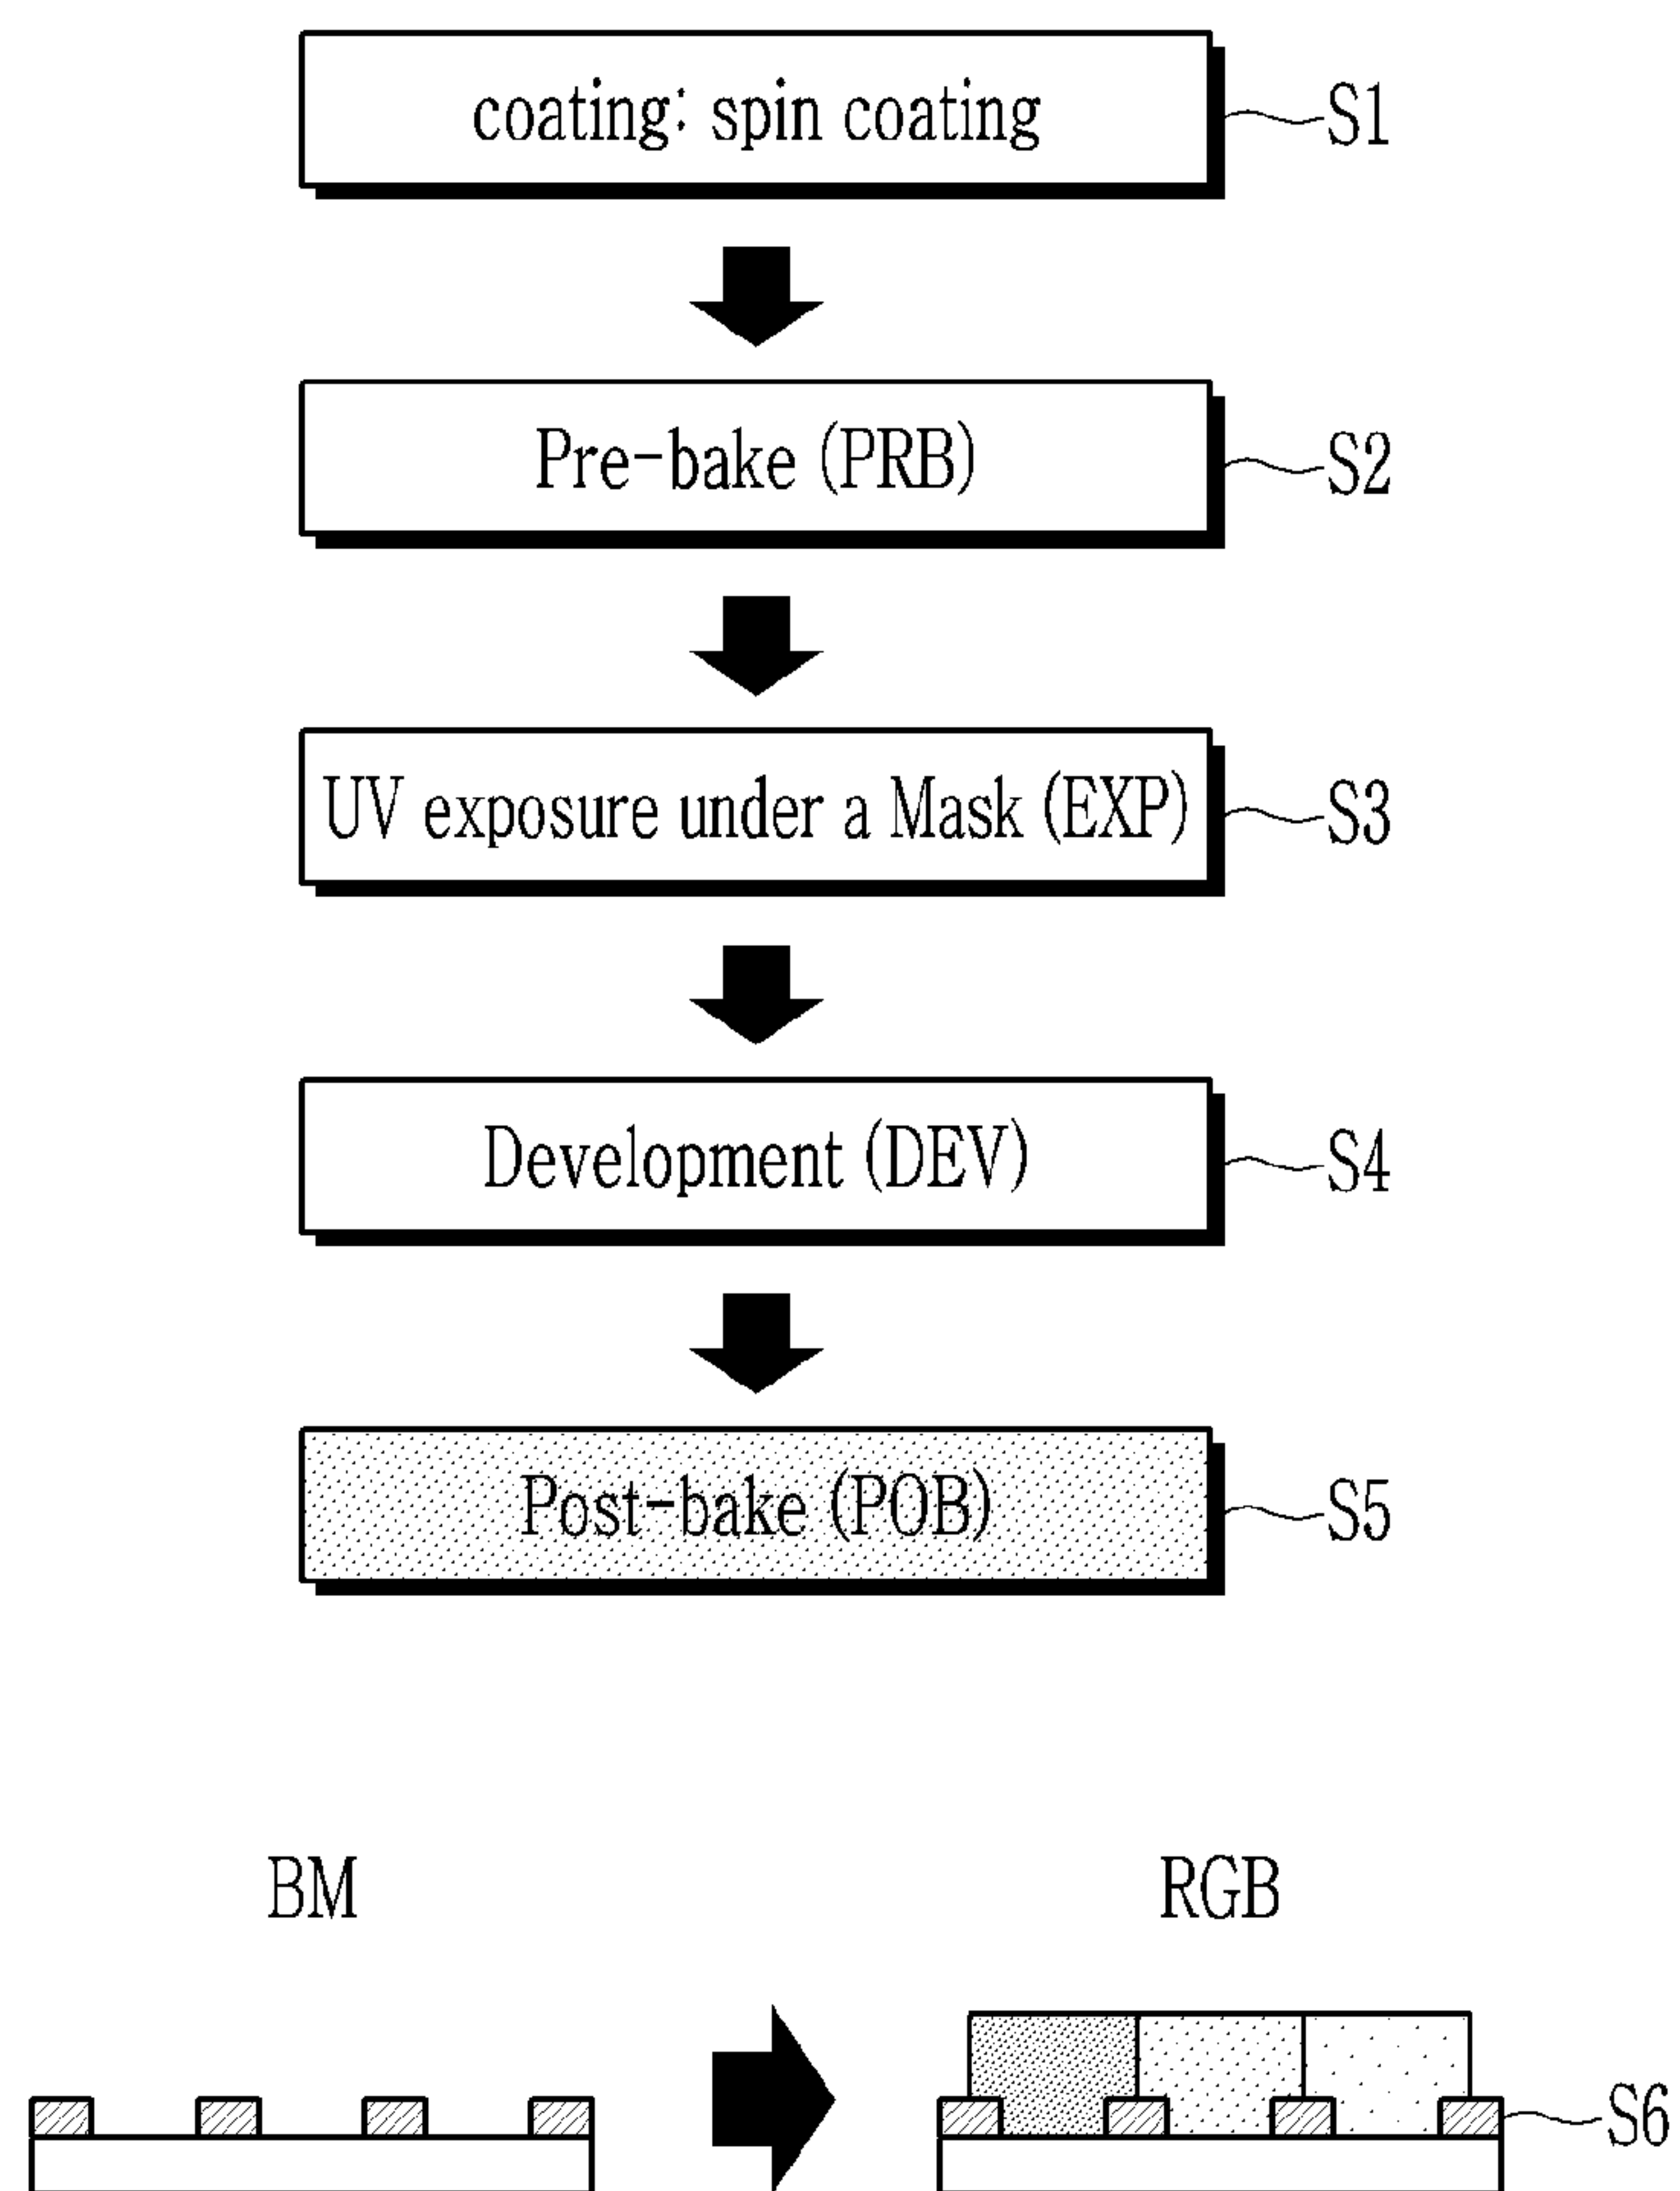 coating: spin coating S1
Pre-bake (PRB) S2
UV exposure under a Mask (EXP) S3
Development (DEV) S4
Post-bake (POB) S5
BM RGB
S6